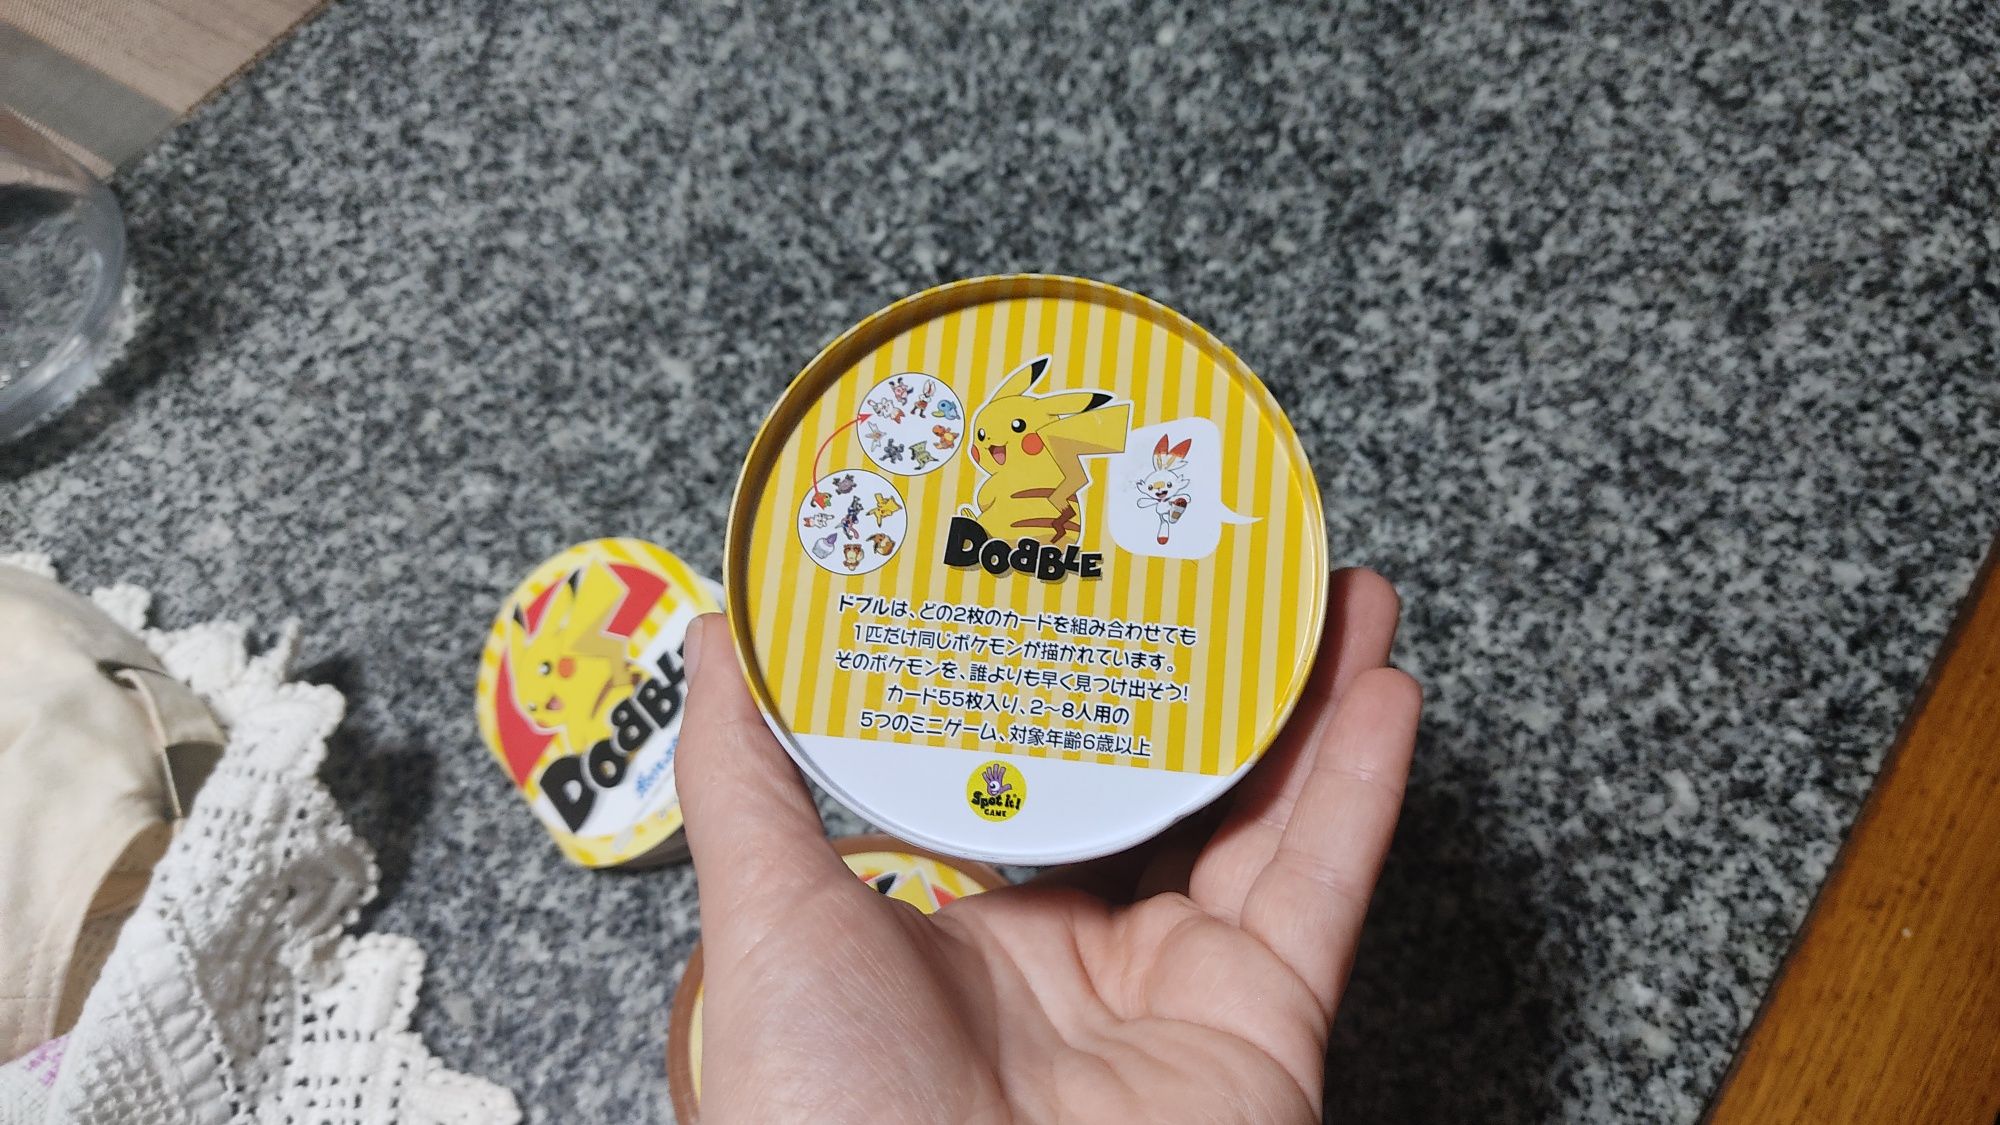 DOBBLE
ドブルは、どの2枚のカードを組み合わせても
1匹だけ同じポケモンが描かれています。
そのポケモンを、誰よりも早く見つけ出そう!
カード55枚入り、2~8人用の
5つのミニゲーム、対象年齢6歳以上
Spot it!
GAME
DOBBLE